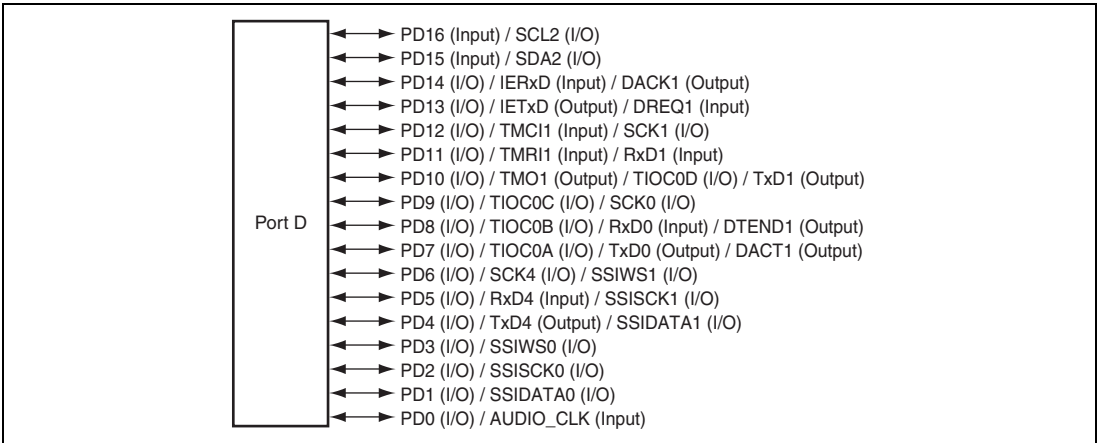 PD16 (Input) / SCL2 (I/O)
PD15 (Input) / SDA2 (I/O)
PD14 (I/O) / IERxD (Input) / DACK1 (Output)
PD13 (I/O) / IETxD (Output) / DREQ1 (Input)
PD12 (I/O) / TMCI1 (Input) / SCK1 (I/O)
PD11 (I/O) / TMRI1 (Input) / RxD1 (Input)
PD10 (I/O) / TMO1 (Output) / TIOC0D (I/O) / TxD1 (Output)
PD9 (I/O) / TIOC0C (I/O) / SCK0 (I/O)
Port D
PD8 (I/O) / TIOC0B (I/O) / RxD0 (Input) / DTEND1 (Output)
PD7 (I/O) / TIOC0A (I/O) / TxD0 (Output) / DACT1 (Output)
PD6 (I/O) / SCK4 (I/O) / SSIWS1 (I/O)
PD5 (I/O) / RxD4 (Input) / SSISCK1 (I/O)
PD4 (I/O) / TxD4 (Output) / SSIDATA1 (I/O)
PD3 (I/O) / SSIWS0 (I/O)
PD2 (I/O) / SSISCK0 (I/O)
PD1 (I/O) / SSIDATA0 (I/O)
PD0 (I/O) / AUDIO_CLK (Input)